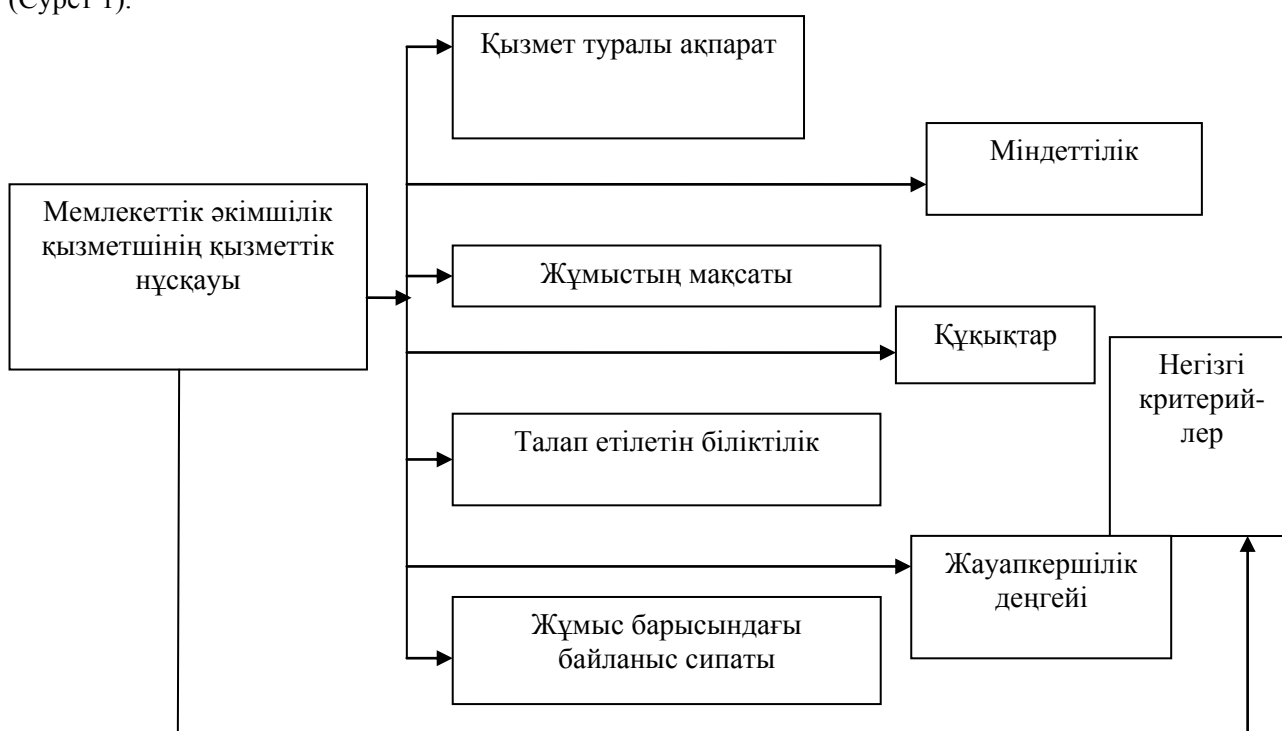 (Сурет 1).
Қызмет туралы ақпарат
Міндеттілік
Мемлекеттік әкімшілік
қызметшінің қызметтік
нұсқауы
Жұмыстың мақсаты
Құқықтар
Негізгі
критерий-
лер
Талап етілетін біліктілік
Жауапкершілік
деңгейі
Жұмыс барысындағы
байланыс сипаты